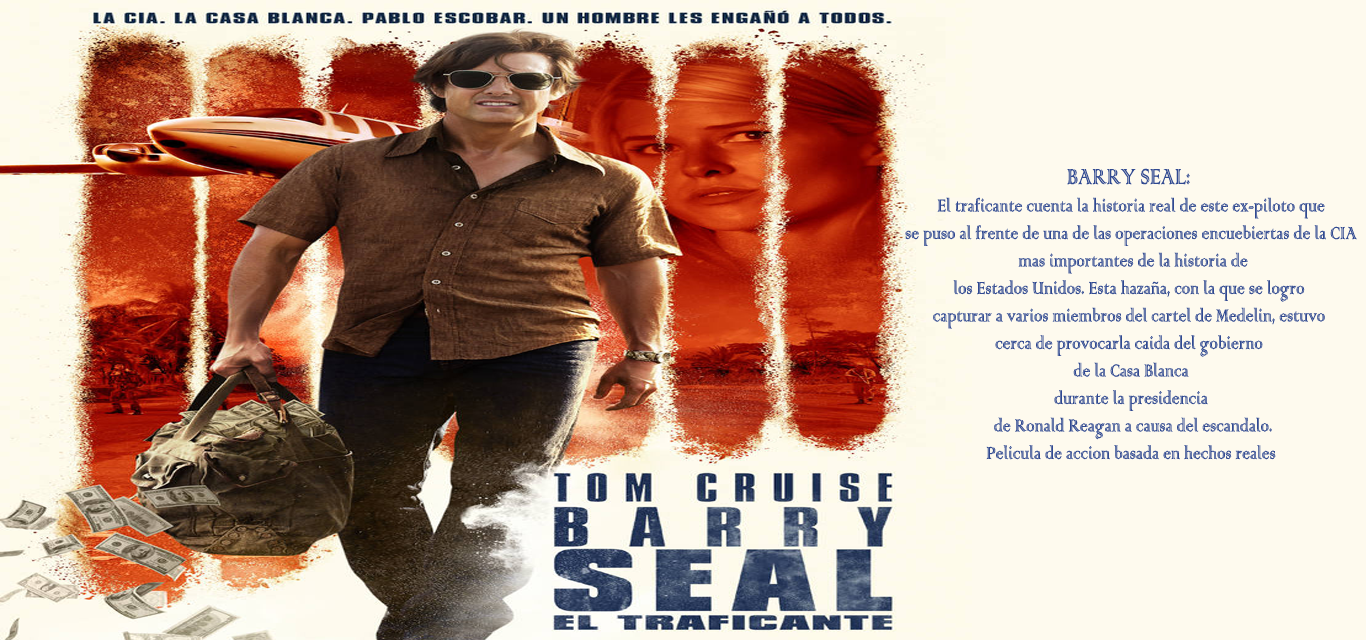 LA CIA. LA CASA BLANCA. PABLO ESCOBAR. UN HOMBRE LES ENGAÑÓ A TODOS.
BARRY SEAL:
El traficante cuenta la historia real de este ex-piloto que
se puso al frente de una de las operaciones encuebiertas de la CIA
mas importantes de la historia de
los Estados Unidos. Esta hazaña, con la que se logro
capturar a varios miembros del cartel de Medelin, estuvo
cerca de provocarla caida del gobierno
de la Casa Blanca
durante la presidencia
de Ronald Reagan a causa del escandalo.
Pelicula de accion basada en hechos reales
TOM CRUISE
BARRY
SEAL
EL TRAFICANTE